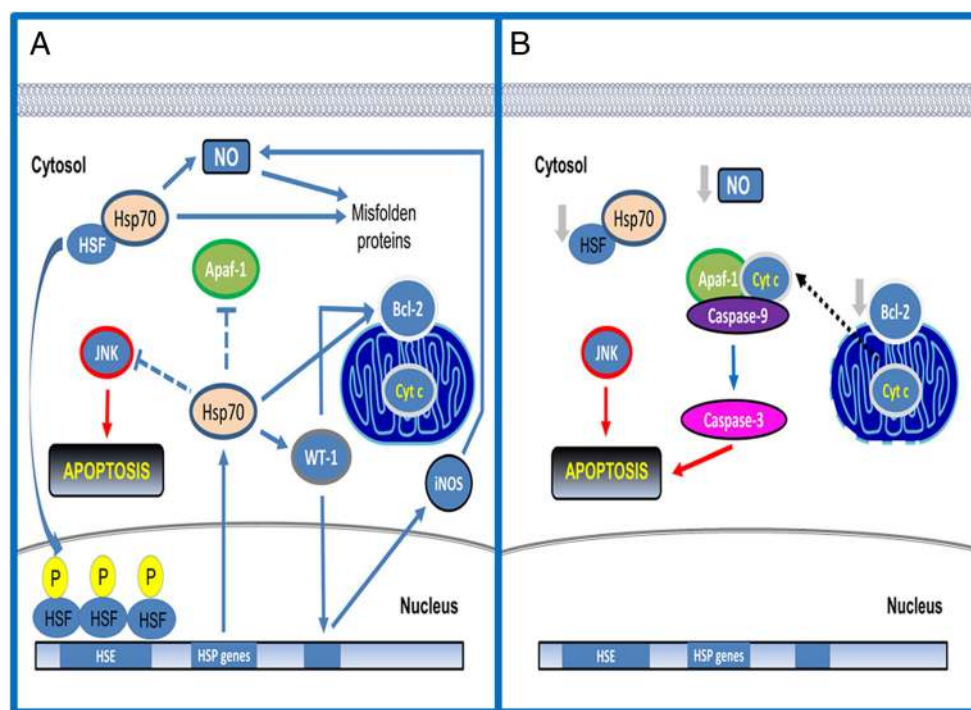 A
Cytosol
NO
Hsp70
HSF
Misfolden
proteins
Apaf-1
Bcl-2
JNK
Cyt c
Hsp70
WT-1
iNOS
APOPTOSIS
P
P
P
HSF
HSF
HSF
Nucleus
HSE
HSP genes
B
Cytosol
NO
Hsp70
HSF
Apaf-1
Cyt c
Caspase-9
Bcl-2
JNK
Cyt c
Caspase-3
APOPTOSIS
Nucleus
HSE
HSP genes